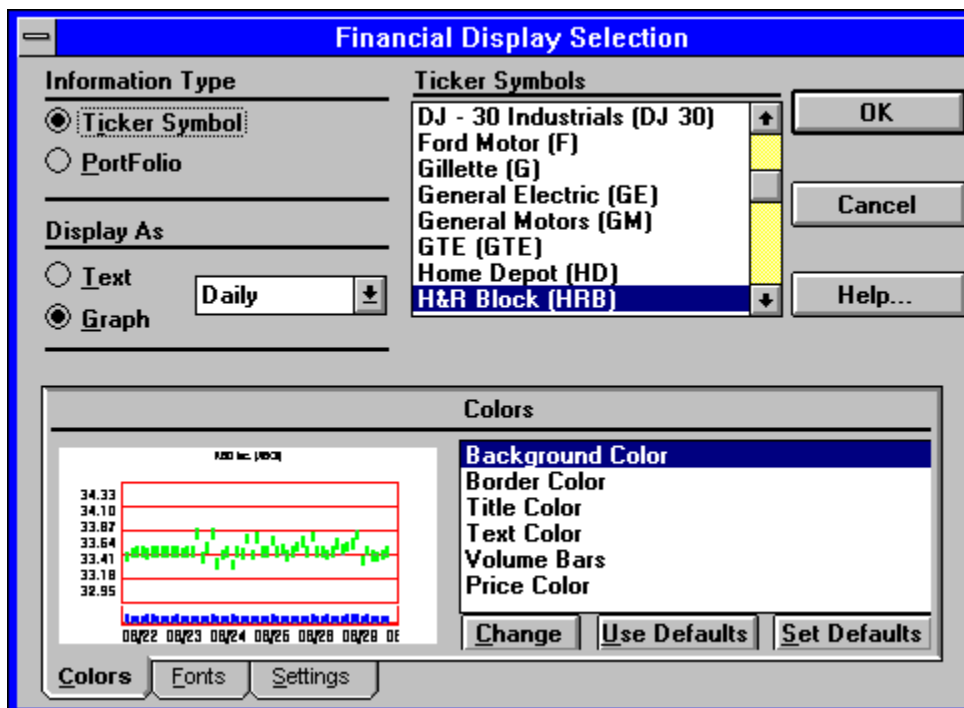 Financial Display Selection
Information Type
Ticker Symbol
PortFolio
Display As
Text
Graph
Daily
Ticker Symbols
DJ - 30 Industrials (DJ 30)
Ford Motor (F)
Gillette (G)
General Electric (GE)
General Motors (GM)
GTE (GTE)
Home Depot (HD)
H&R Block (HRB)
OK
Cancel
Help...
Colors
34.33
34.10
33.87
33.64
33.41
33.18
32.95
08/22 08/23 08/24 08/25 08/28 08/29
Background Color
Border Color
Title Color
Text Color
Volume Bars
Price Color
Change
Use Defaults
Set Defaults
Colors
Fonts
Settings